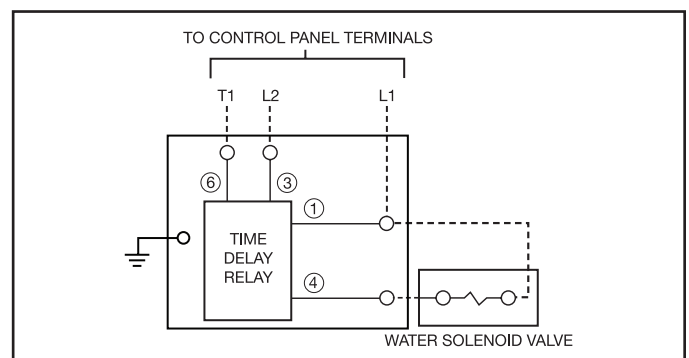 TO CONTROL PANEL TERMINALS
T1 L2 L1
6 3
1
TIME
DELAY
RELAY
4
WATER SOLENOID VALVE